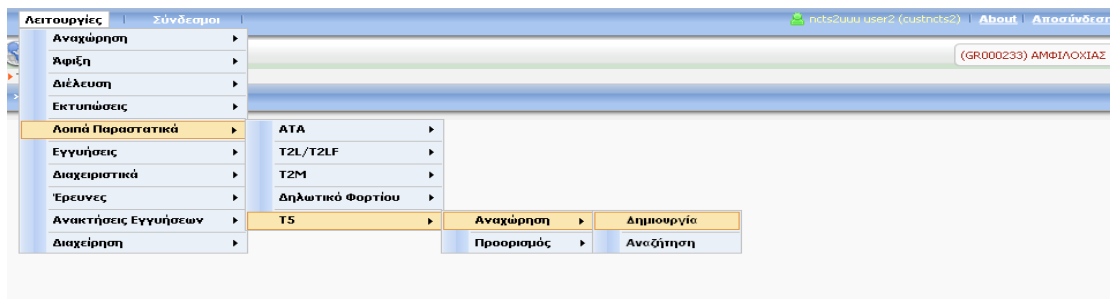 Λειτουργίες | Σύνδεσμοι | ncts2uuu user2 (custncts2) | About | Αποσύνδεση
Αναχώρηση
Άφιξη (GR000233) ΑΜΦΙΛΟΧΙΑΣ
Διέλευση
Εκτυπώσεις
Λοιπά Παραστατικά ATA
Εγγυήσεις T2L/T2LF
Διαχειριστικά T2M
Έρευνες Δηλωτικό Φορτίου
Ανακτήσεις Εγγυήσεων T5 Αναχώρηση Δημιουργία
Διαχείρηση Προορισμός Αναζήτηση